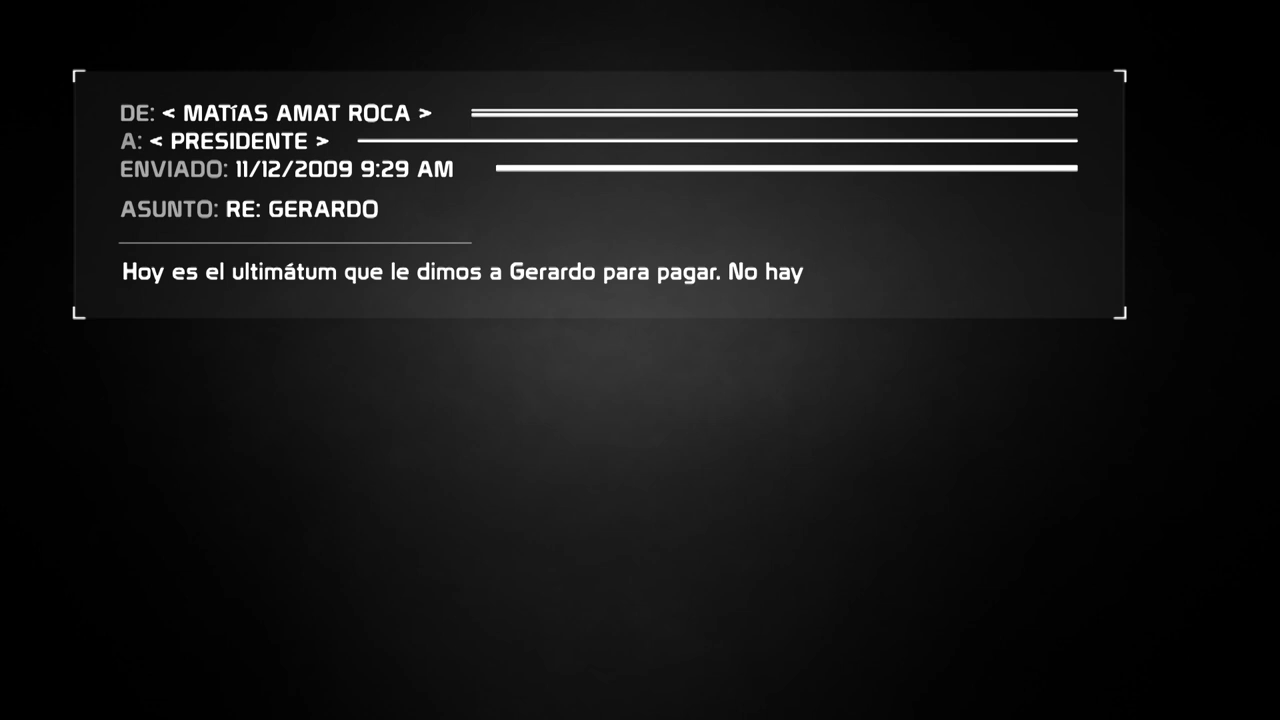 DE: < MATÍAS AMAT ROCA >
A: < PRESIDENTE >
ENVIADO: 11/12/2009 9:29 AM
ASUNTO: RE: GERARDO
Hoy es el ultimátum que le dimos a Gerardo para pagar. No hay